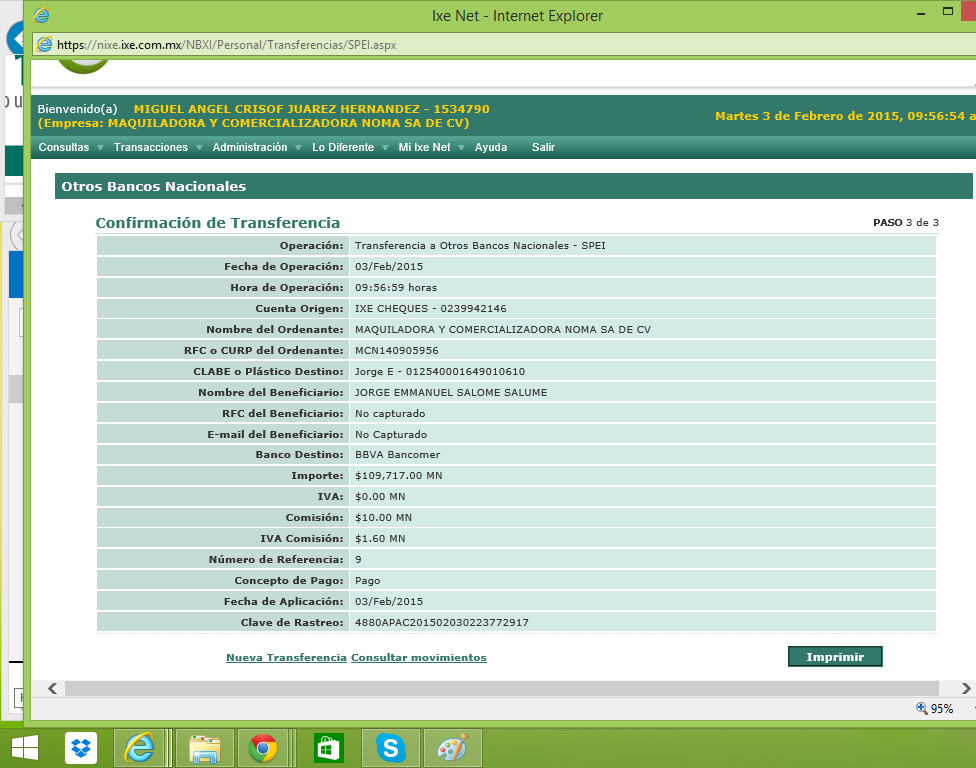 Ixe Net - Internet Explorer
https://nixe.ixe.com.mx/NBXI/Personal/Transferencias/SPEI.aspx
Bienvenido(a) MIGUEL ANGEL CRISOF JUAREZ HERNANDEZ - 1534790
(Empresa: MAQUILADORA Y COMERCIALIZADORA NOMA SA DE CV)
Martes 3 de Febrero de 2015, 09:56:54 a
Consultas Transacciones Administración Lo Diferente Mi Ixe Net Ayuda Salir
Otros Bancos Nacionales
Confirmación de Transferencia PASO 3 de 3
Operación: Transferencia a Otros Bancos Nacionales - SPEI
Fecha de Operación: 03/Feb/2015
Hora de Operación: 09:56:59 horas
Cuenta Origen: IXE CHEQUES - 0239942146
Nombre del Ordenante: MAQUILADORA Y COMERCIALIZADORA NOMA SA DE CV
RFC o CURP del Ordenante: MCN140905956
CLABE o Plástico Destino: Jorge E - 012540001649010610
Nombre del Beneficiario: JORGE EMMANUEL SALOME SALUME
RFC del Beneficiario: No capturado
E-mail del Beneficiario: No Capturado
Banco Destino: BBVA Bancomer
Importe: $109,717.00 MN
IVA: $0.00 MN
Comisión: $10.00 MN
IVA Comisión: $1.60 MN
Número de Referencia: 9
Concepto de Pago: Pago
Fecha de Aplicación: 03/Feb/2015
Clave de Rastreo: 4880APAC201502030223772917
Nueva Transferencia Consultar movimientos Imprimir
95%